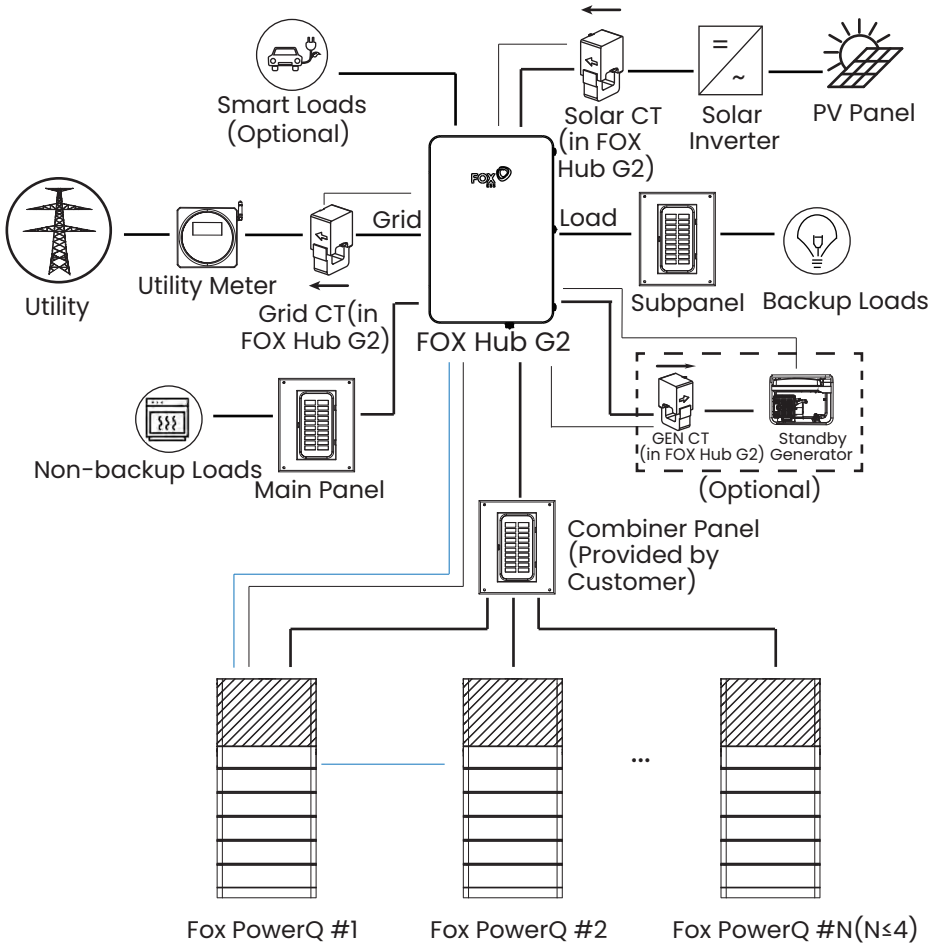 Smart Loads
(Optional)
Solar CT
(in FOX
Hub G2)
Solar
Inverter
PV Panel
FOX
ESS
Grid
Load
Utility
Utility Meter
Grid CT(in
FOX Hub G2)
FOX Hub G2
Subpanel
Backup Loads
GEN CT
(in FOX Hub G2)
Standby
Generator
(Optional)
Non-backup Loads
Main Panel
Combiner Panel
(Provided by
Customer)
...
Fox PowerQ #1
Fox PowerQ #2
Fox PowerQ #N(N≤4)